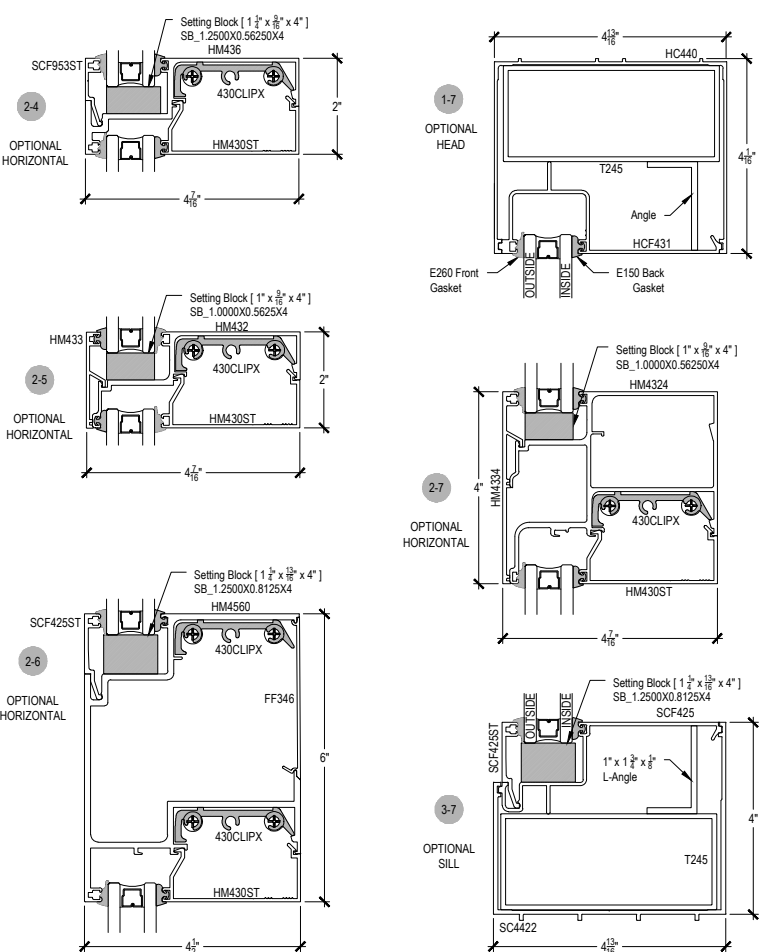 Setting Block [ 1 1/4" x 9/16" x 4" ]
SB_1.2500X0.56250X4
HM436
SCF953ST
430CLIPX
2-4
OPTIONAL
HORIZONTAL
HM430ST
2"
4 7/16"
Setting Block [ 1" x 9/16" x 4" ]
SB_1.0000X0.5625X4
HM432
HM433
430CLIPX
2-5
OPTIONAL
HORIZONTAL
HM430ST
2"
4 7/16"
Setting Block [ 1 1/4" x 13/16" x 4" ]
SB_1.2500X0.8125X4
HM4560
SCF425ST
430CLIPX
2-6
OPTIONAL
HORIZONTAL
FF346
6"
430CLIPX
HM430ST
4 1/2"
4 13/16"
HC440
1-7
OPTIONAL
HEAD
T245
4 1/16"
Angle
HCF431
E260 Front
Gasket
OUTSIDE
INSIDE
E150 Back
Gasket
Setting Block [ 1" x 9/16" x 4" ]
SB_1.0000X0.56250X4
HM4324
2-7
OPTIONAL
HORIZONTAL
4"
HM4334
430CLIPX
HM430ST
4 7/16"
Setting Block [ 1 1/4" x 13/16" x 4" ]
SB_1.2500X0.8125X4
SCF425
OUTSIDE
INSIDE
SCF425ST
1" x 1 3/4" x 1/8"
L-Angle
3-7
OPTIONAL
SILL
4"
T245
SC4422
4 13/16"